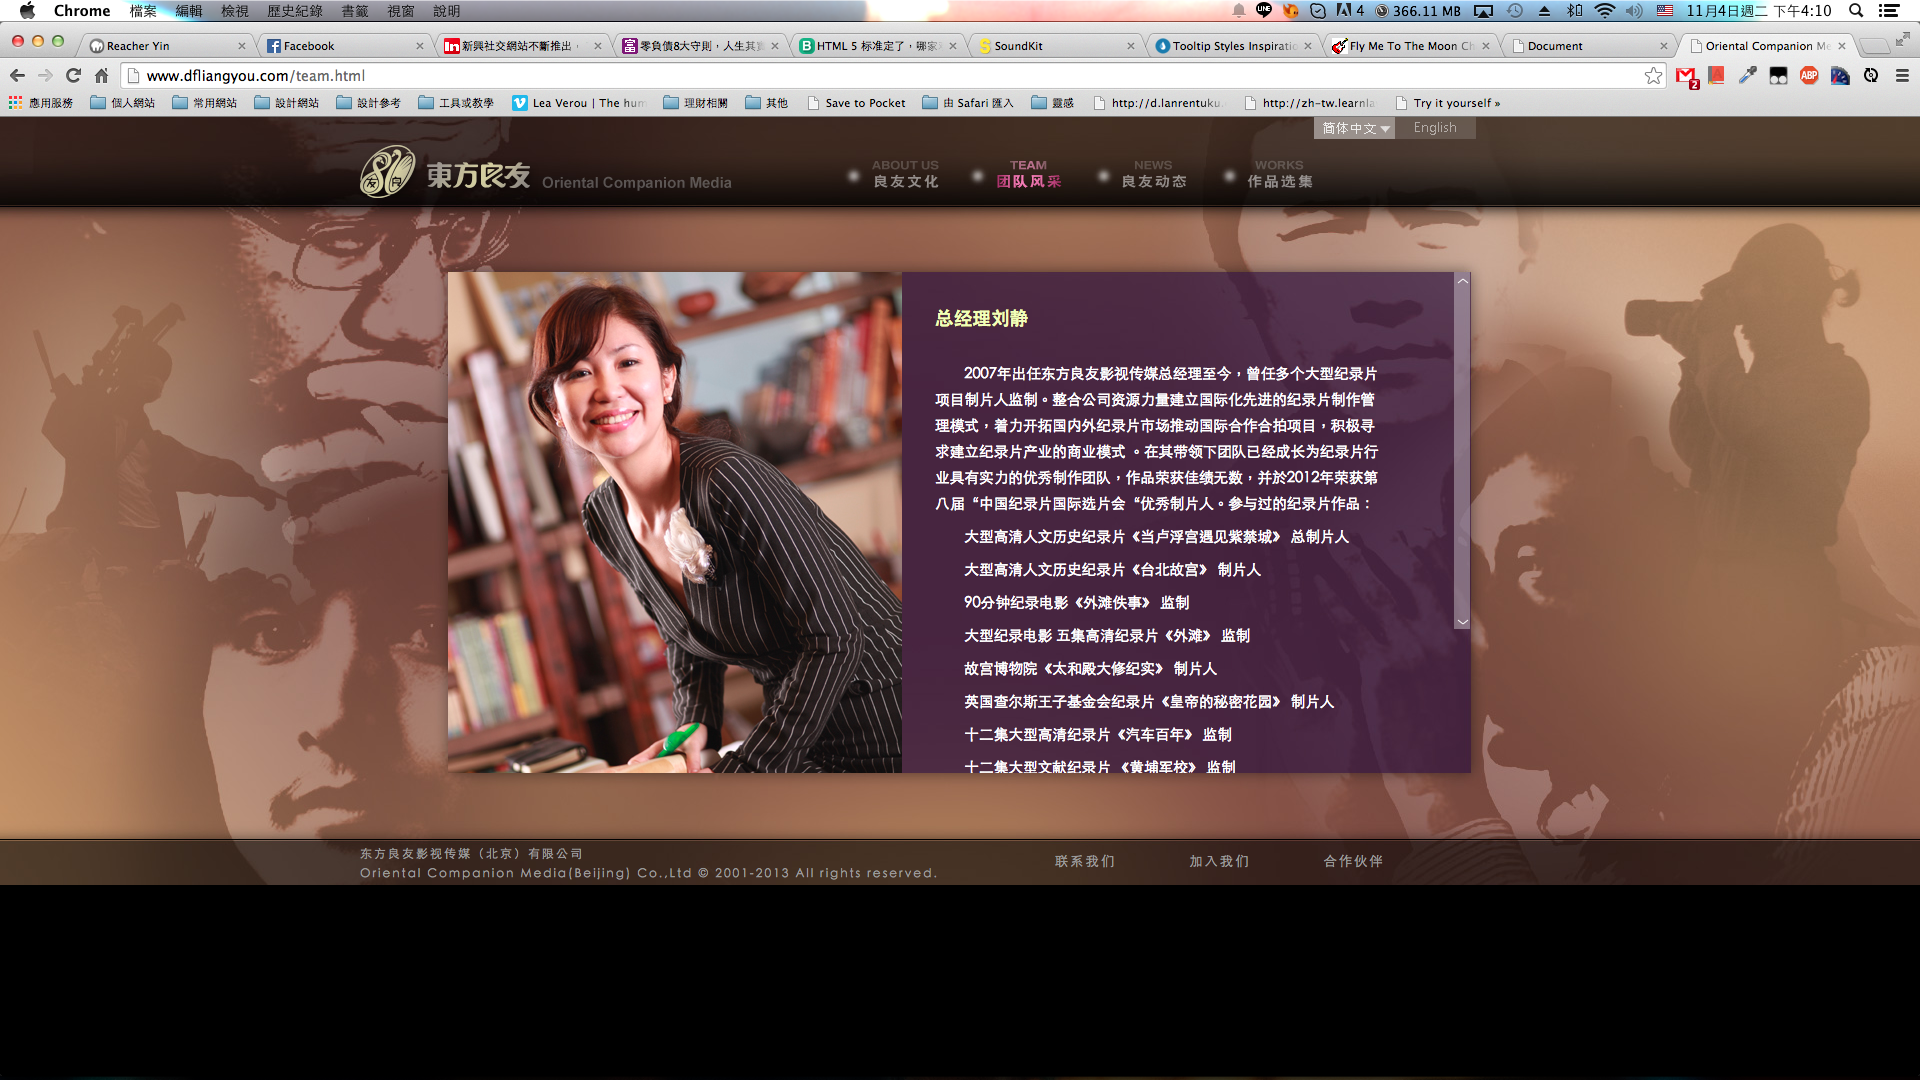 Chrome 檔案 編輯 檢視 歷史紀錄 書籤 視窗 說明 4 366.11 MB 11月4日週二 下午4:10
Reacher Yin Facebook 新興社交網站不斷推出， 零負債8大守則，人生其實 HTML 5 标准定了，哪家 SoundKit Tooltip Styles Inspiratio Fly Me To The Moon Ch Document Oriental Companion Me
www.dfliangyou.com/team.html 2 ABP
應用服務 個人網站 常用網站 設計網站 設計參考 工具或教學 Lea Verou | The hum 理財相關 其他 Save to Pocket 由 Safari 匯入 靈感 http://d.lanrentuku. http://zh-tw.learnla Try it yourself »
简体中文 English
東方良友 Oriental Companion Media
ABOUT US TEAM NEWS WORKS
良友文化 团队风采 良友动态 作品选集
总经理刘静
2007年出任东方良友影视传媒总经理至今，曾任多个大型纪录片
项目制片人监制。整合公司资源力量建立国际化先进的纪录片制作管
理模式，着力开拓国内外纪录片市场推动国际合作合拍项目，积极寻
求建立纪录片产业的商业模式 。在其带领下团队已经成长为纪录片行
业具有实力的优秀制作团队，作品荣获佳绩无数，并於2012年荣获第
八届“中国纪录片国际选片会“优秀制片人。参与过的纪录片作品：
大型高清人文历史纪录片《当卢浮宫遇见紫禁城》 总制片人
大型高清人文历史纪录片《台北故宫》 制片人
90分钟纪录电影《外滩佚事》 监制
大型纪录电影 五集高清纪录片《外滩》 监制
故宫博物院《太和殿大修纪实》 制片人
英国查尔斯王子基金会纪录片《皇帝的秘密花园》 制片人
十二集大型高清纪录片《汽车百年》 监制
十二集大型文献纪录片 《黄埔军校》 监制
东方良友影视传媒（北京）有限公司
Oriental Companion Media(Beijing) Co.,Ltd © 2001-2013 All rights reserved.
联系我们 加入我们 合作伙伴